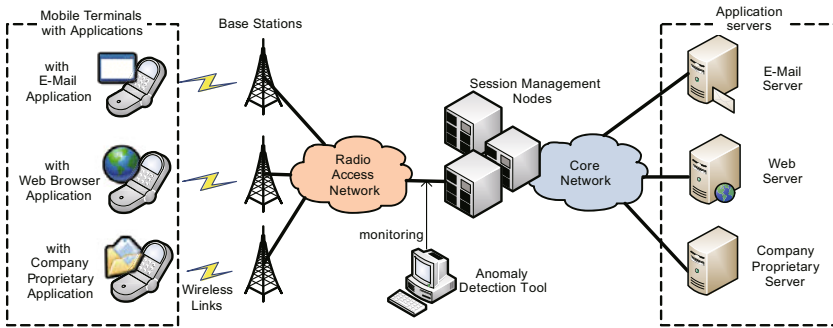 Mobile Terminals
with Applications
with
E-Mail
Application
with
Web Browser
Application
with
Company
Proprietary
Application
Base Stations
Wireless
Links
Radio
Access
Network
monitoring
Anomaly
Detection Tool
Session Management
Nodes
Core
Network
Application
servers
E-Mail
Server
Web
Server
Company
Proprietary
Server